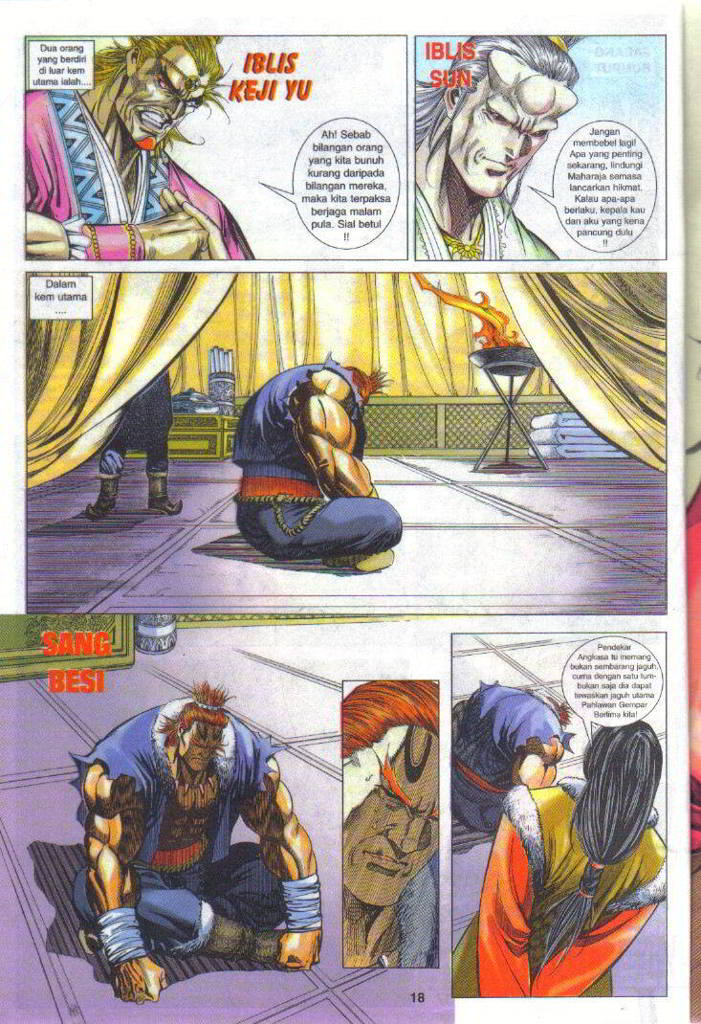 Dua orang
yang berdiri
di luar kem
utama ialah....
IBLIS
KEJI YU
Ah! Sebab
bilangan orang
yang kita bunuh
kurang daripada
bilangan mereka,
maka kita terpaksa
berjaga malam
pula. Sial betul
!!
IBLIS
SUN
Jangan
membebel lagi!
Apa yang penting
sekarang, lindungi
Maharaja semasa
lancarkan hikmat.
Kalau apa-apa
berlaku, kepala kau
dan aku yang kena
pancung dulu
!!
Dalam
kem utama
....
SANG
BESI
Pendekar
Angkasa tu memang
bukan sembarang jaguh,
cuma dengan satu tum-
bukan saja dia dapat
tewaskan jaguh utama
Pahlawan Gempar
Berlima kita!
18